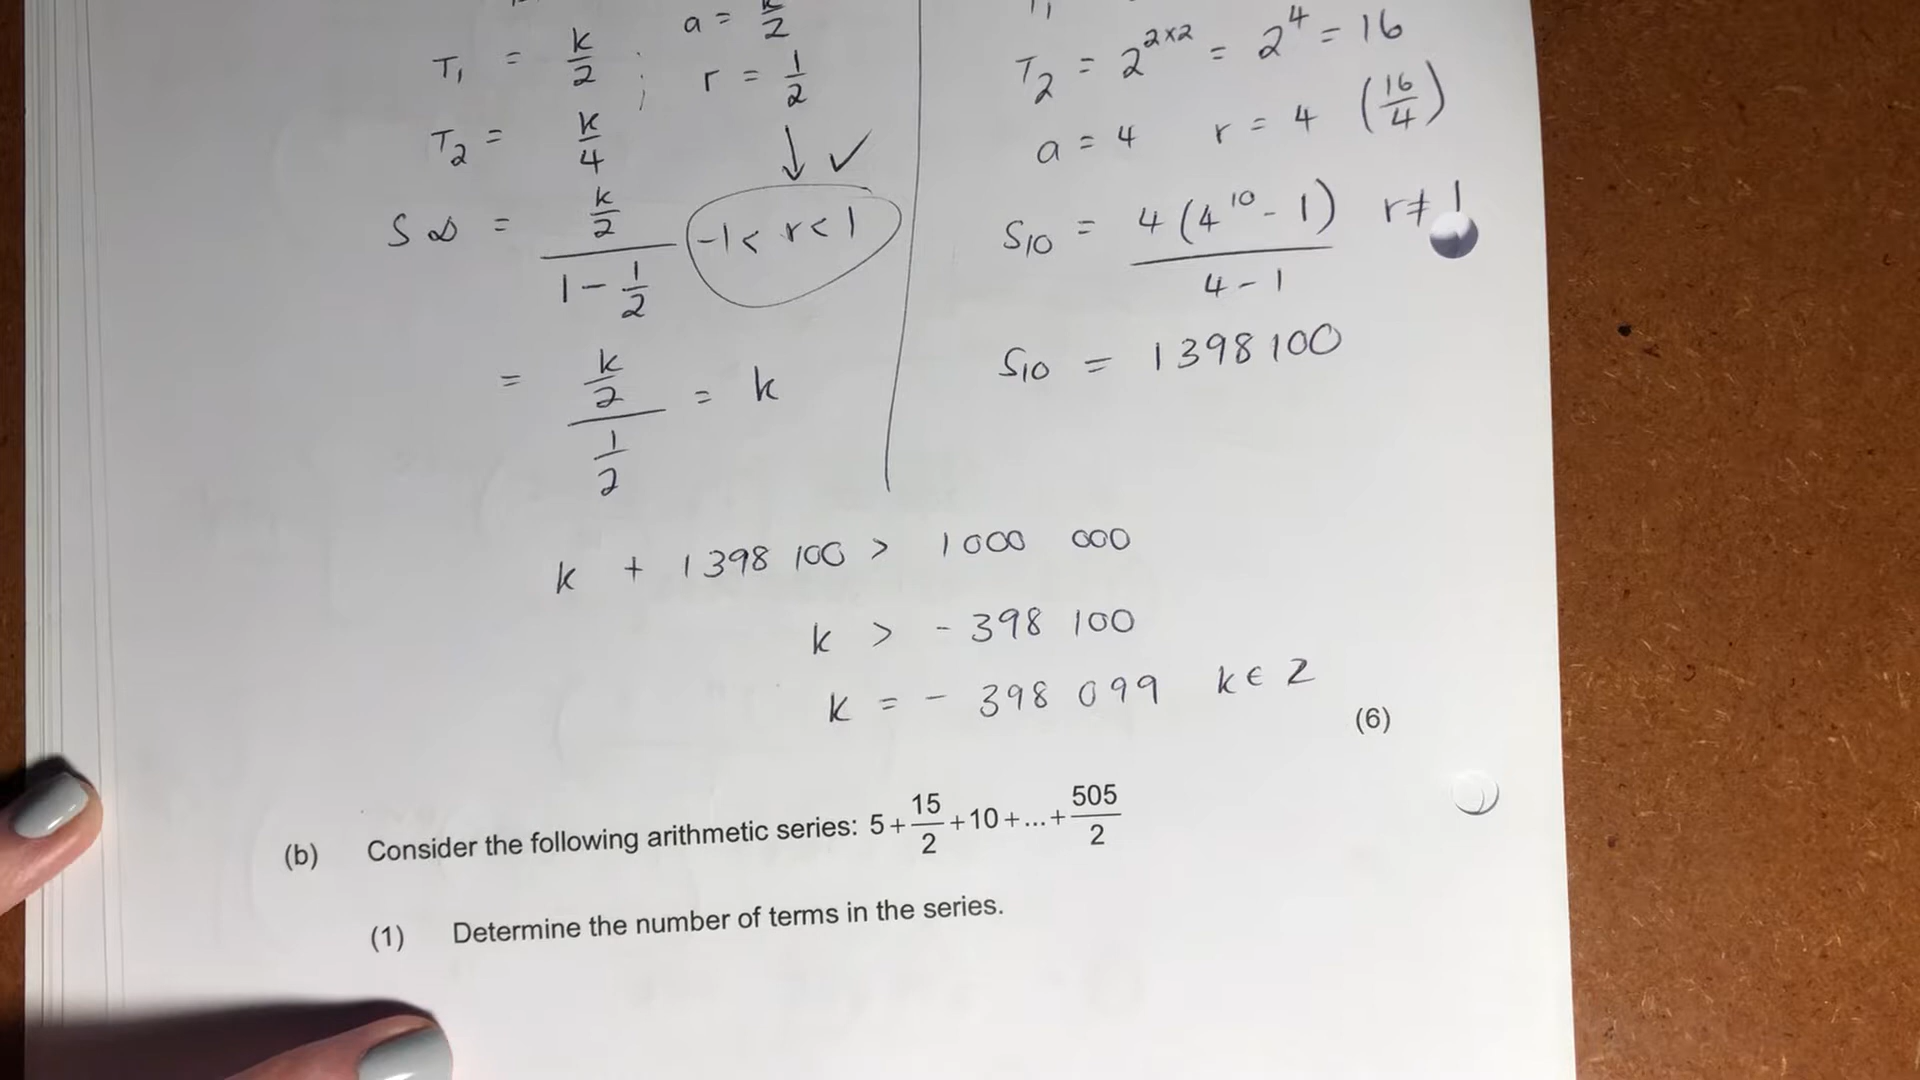 T₁ = k/2 ; a = k/2
r = 1/2
T₂ = k/4
↓ ✓
S∞ = (k/2)/(1 - 1/2) -1 < r < 1
= (k/2)/(1/2) = k
T₂ = 2^(2×2) = 2⁴ = 16
a = 4 r = 4 (16/4)
S₁₀ = 4(4¹⁰ - 1)/(4 - 1) r ≠ 1
S₁₀ = 1 398 100
k + 1 398 100 > 1 000 000
k > - 398 100
k = - 398 099 k ∈ Z
(6)
(b) Consider the following arithmetic series: 5 + 15/2 + 10 + ... + 505/2
(1) Determine the number of terms in the series.